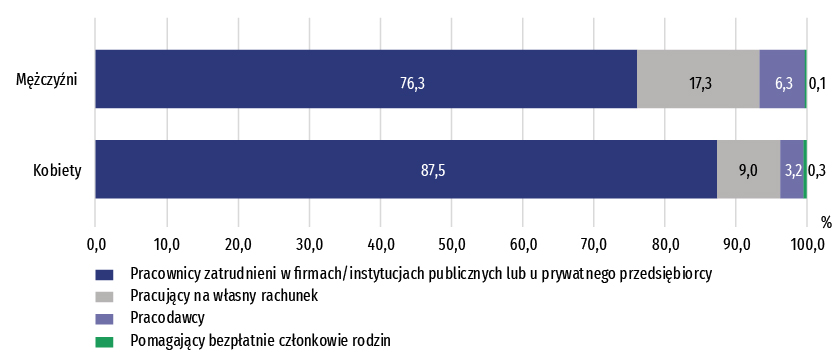 Mężczyźni 76,3 17,3 6,3 0,1
Kobiety 87,5 9,0 3,2 0,3
%
0,0 10,0 20,0 30,0 40,0 50,0 60,0 70,0 80,0 90,0 100,0
Pracownicy zatrudnieni w firmach/instytucjach publicznych lub u prywatnego przedsiębiorcy
Pracujący na własny rachunek
Pracodawcy
Pomagający bezpłatnie członkowie rodzin